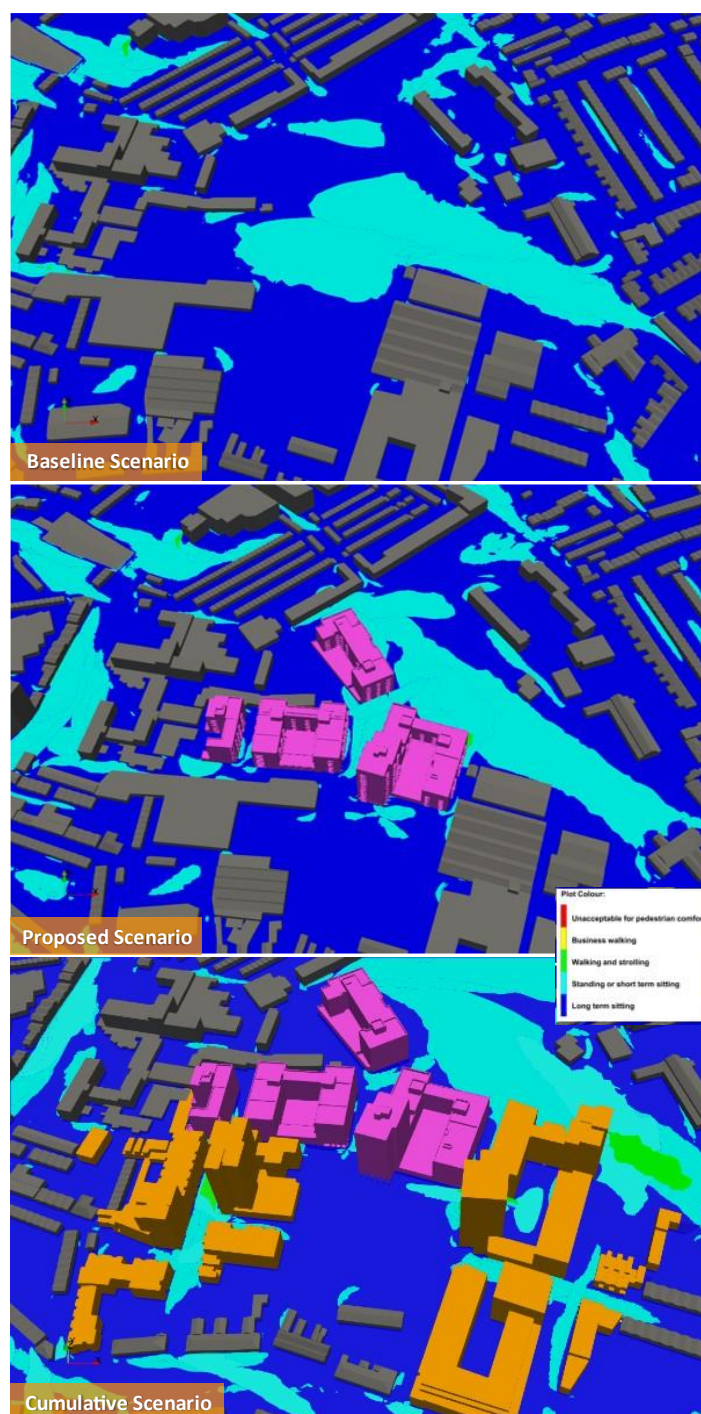 Baseline Scenario
Proposed Scenario
Plot Colour:
Unacceptable for pedestrian comfor
Business walking
Walking and strolling
Standing or short term sitting
Long term sitting
Cumulative Scenario